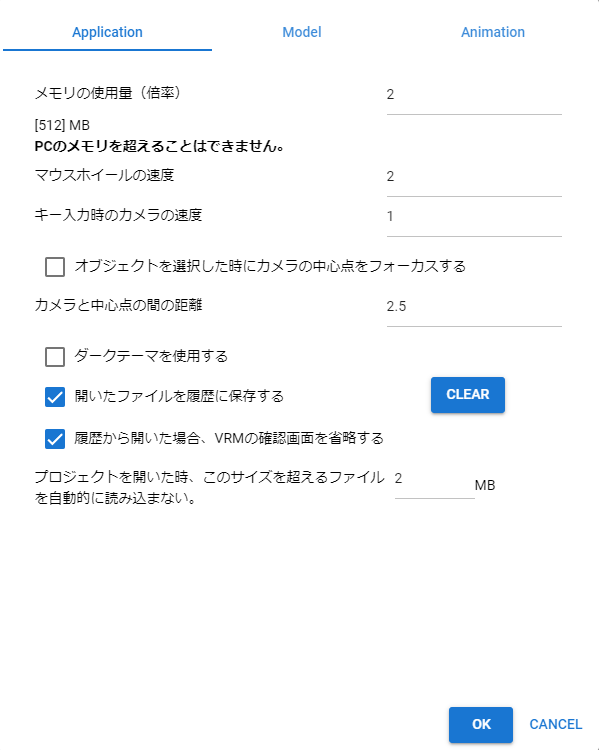 Application Model Animation
メモリの使用量（倍率） 2
[512] MB
PCのメモリを超えることはできません。
マウスホイールの速度 2
キー入力時のカメラの速度 1
オブジェクトを選択した時にカメラの中心点をフォーカスする
カメラと中心点の間の距離 2.5
ダークテーマを使用する
開いたファイルを履歴に保存する CLEAR
履歴から開いた場合、VRMの確認画面を省略する
プロジェクトを開いた時、このサイズを超えるファイル 2 MB
を自動的に読み込まない。
OK CANCEL